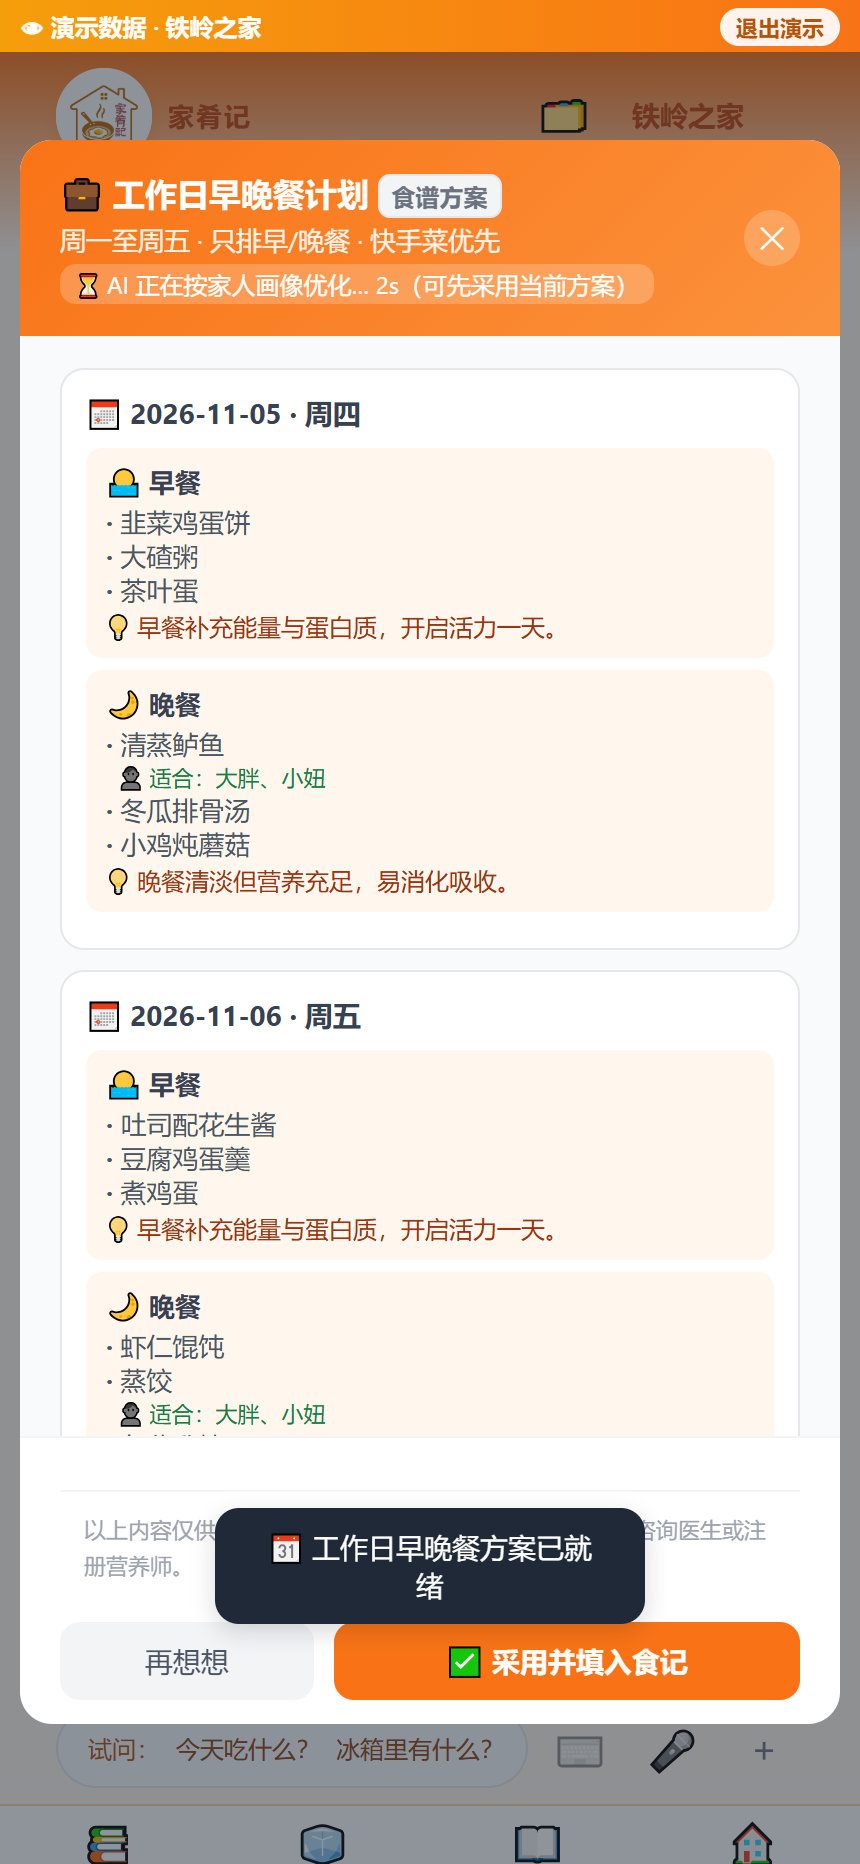 演示数据 · 铁岭之家
退出演示
家肴记
铁岭之家
工作日早晚餐计划 食谱方案
周一至周五 · 只排早/晚餐 · 快手菜优先
AI 正在按家人画像优化... 2s（可先采用当前方案）
2026-11-05 · 周四
早餐
· 韭菜鸡蛋饼
· 大碴粥
· 茶叶蛋
早餐补充能量与蛋白质，开启活力一天。
晚餐
· 清蒸鲈鱼
适合：大胖、小妞
· 冬瓜排骨汤
· 小鸡炖蘑菇
晚餐清淡但营养充足，易消化吸收。
2026-11-06 · 周五
早餐
· 吐司配花生酱
· 豆腐鸡蛋羹
· 煮鸡蛋
早餐补充能量与蛋白质，开启活力一天。
晚餐
· 虾仁馄饨
· 蒸饺
适合：大胖、小妞
以上内容仅供
咨询医生或注
册营养师。
31 工作日早晚餐方案已就
绪
再想想
采用并填入食记
试问： 今天吃什么？ 冰箱里有什么？